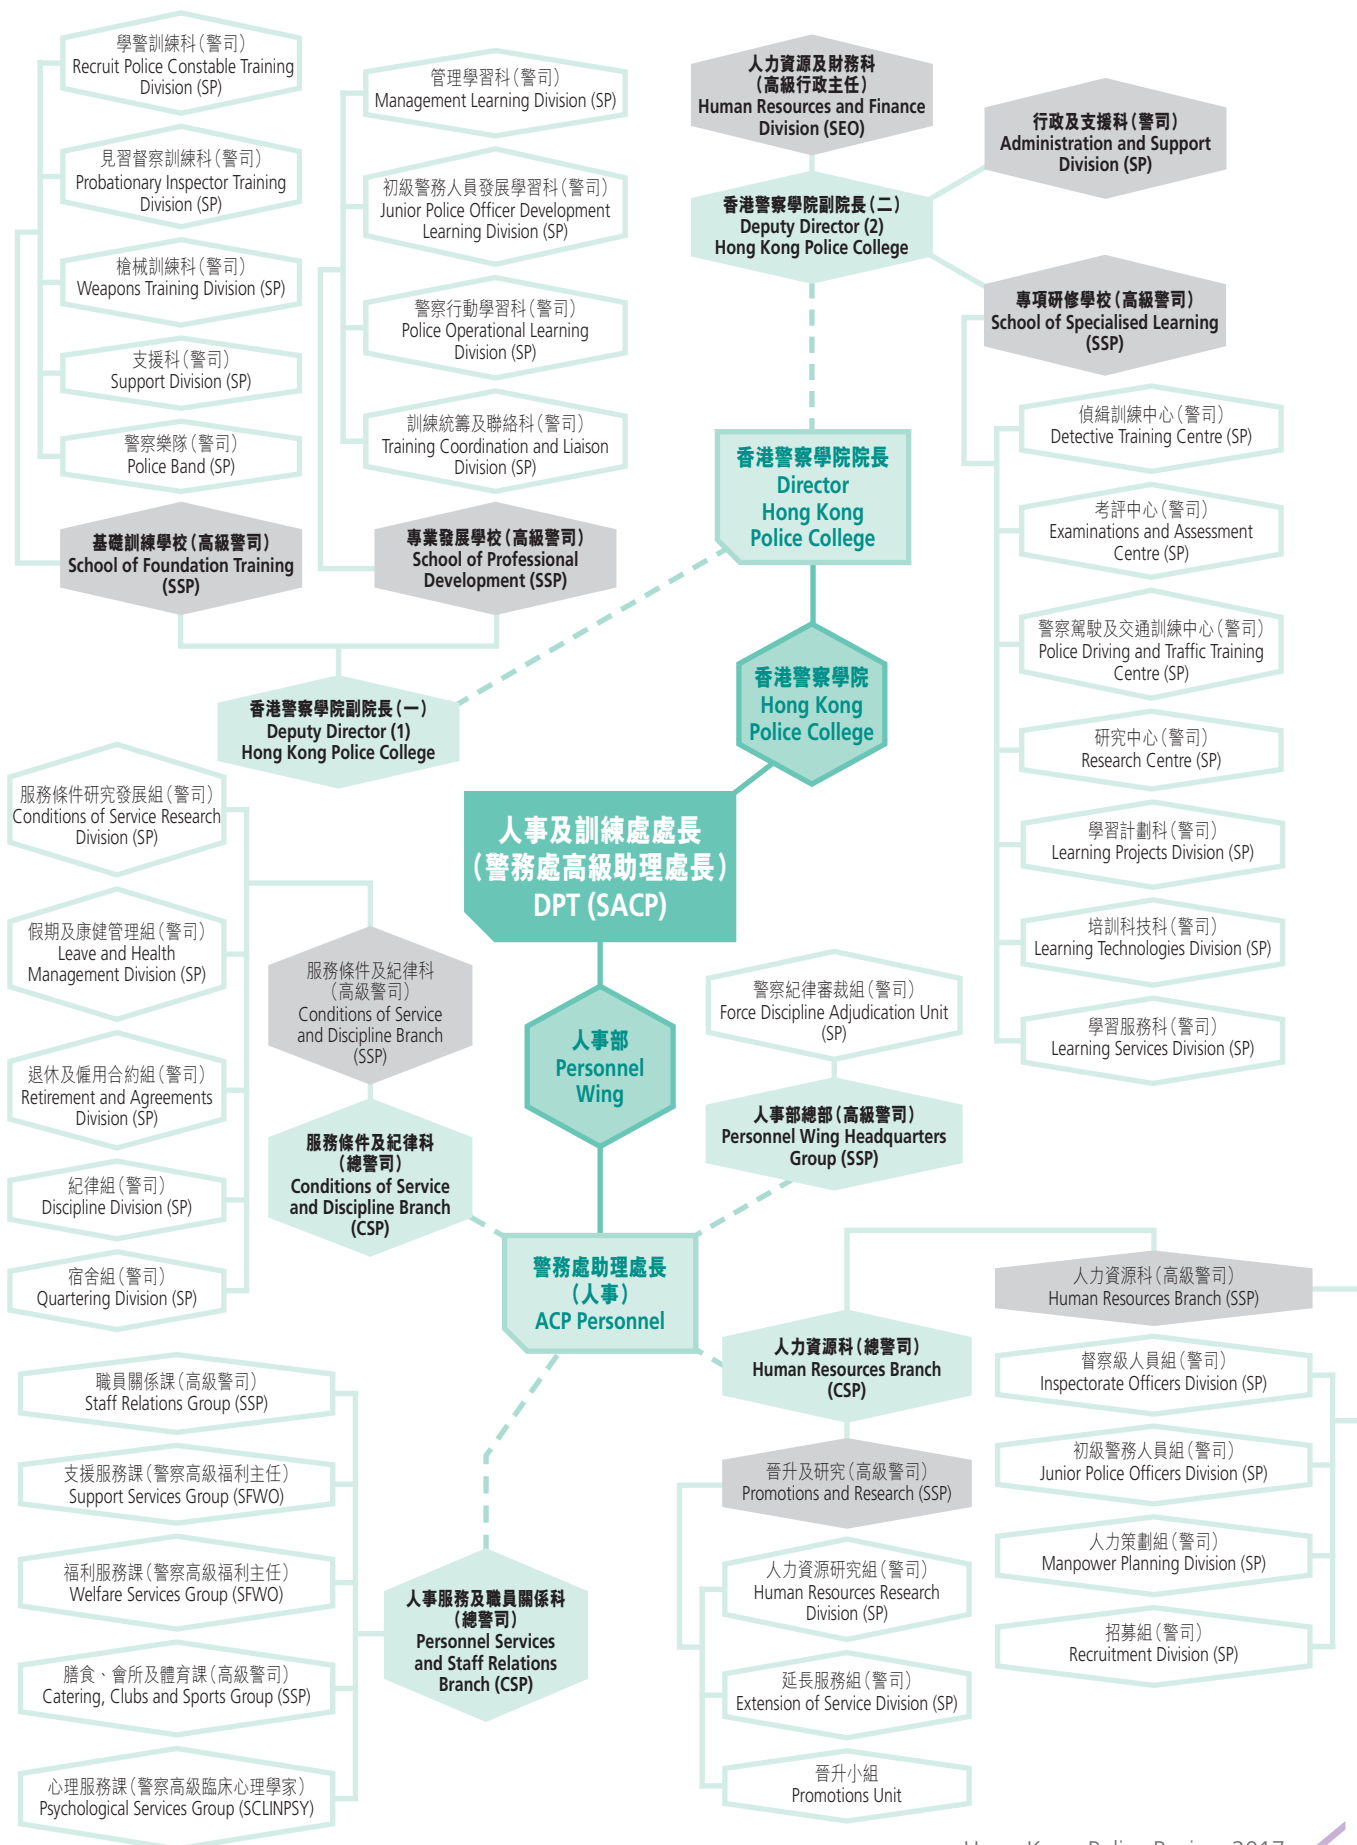 學警訓練科(警司)
Recruit Police Constable Training
Division (SP)
見習督察訓練科(警司)
Probationary Inspector Training
Division (SP)
槍械訓練科(警司)
Weapons Training Division (SP)
支援科(警司)
Support Division (SP)
警察樂隊(警司)
Police Band (SP)
基礎訓練學校(高級警司)
School of Foundation Training
(SSP)
管理學習科(警司)
Management Learning Division (SP)
初級警務人員發展學習科(警司)
Junior Police Officer Development
Learning Division (SP)
警察行動學習科(警司)
Police Operational Learning
Division (SP)
訓練統籌及聯絡科(警司)
Training Coordination and Liaison
Division (SP)
專業發展學校(高級警司)
School of Professional
Development (SSP)
香港警察學院副院長(一)
Deputy Director (1)
Hong Kong Police College
人力資源及財務科
(高級行政主任)
Human Resources and Finance
Division (SEO)
行政及支援科(警司)
Administration and Support
Division (SP)
香港警察學院副院長(二)
Deputy Director (2)
Hong Kong Police College
專項研修學校(高級警司)
School of Specialised Learning
(SSP)
偵緝訓練中心(警司)
Detective Training Centre (SP)
考評中心(警司)
Examinations and Assessment
Centre (SP)
警察駕駛及交通訓練中心(警司)
Police Driving and Traffic Training
Centre (SP)
研究中心(警司)
Research Centre (SP)
學習計劃科(警司)
Learning Projects Division (SP)
培訓科技科(警司)
Learning Technologies Division (SP)
學習服務科(警司)
Learning Services Division (SP)
香港警察學院院長
Director
Hong Kong
Police College
香港警察學院
Hong Kong
Police College
人事及訓練處處長
(警務處高級助理處長)
DPT (SACP)
人事部
Personnel
Wing
服務條件研究發展組(警司)
Conditions of Service Research
Division (SP)
假期及康健管理組(警司)
Leave and Health
Management Division (SP)
退休及僱用合約組(警司)
Retirement and Agreements
Division (SP)
紀律組(警司)
Discipline Division (SP)
宿舍組(警司)
Quartering Division (SP)
服務條件及紀律科
(高級警司)
Conditions of Service
and Discipline Branch
(SSP)
服務條件及紀律科
(總警司)
Conditions of Service
and Discipline Branch
(CSP)
警察紀律審裁組(警司)
Force Discipline Adjudication Unit
(SP)
人事部總部(高級警司)
Personnel Wing Headquarters
Group (SSP)
警務處助理處長
(人事)
ACP Personnel
人力資源科(高級警司)
Human Resources Branch (SSP)
人力資源科(總警司)
Human Resources Branch
(CSP)
督察級人員組(警司)
Inspectorate Officers Division (SP)
初級警務人員組(警司)
Junior Police Officers Division (SP)
人力策劃組(警司)
Manpower Planning Division (SP)
招募組(警司)
Recruitment Division (SP)
晉升及研究(高級警司)
Promotions and Research (SSP)
人力資源研究組(警司)
Human Resources Research
Division (SP)
延長服務組(警司)
Extension of Service Division (SP)
晉升小組
Promotions Unit
職員關係課(高級警司)
Staff Relations Group (SSP)
支援服務課(警察高級福利主任)
Support Services Group (SFWO)
福利服務課(警察高級福利主任)
Welfare Services Group (SFWO)
膳食、會所及體育課(高級警司)
Catering, Clubs and Sports Group (SSP)
心理服務課(警察高級臨床心理學家)
Psychological Services Group (SCLINPSY)
人事服務及職員關係科
(總警司)
Personnel Services
and Staff Relations
Branch (CSP)